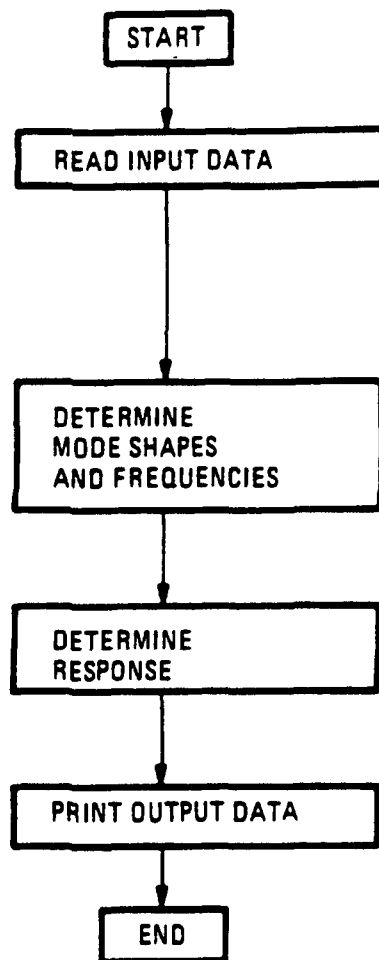 START
READ INPUT DATA
DETERMINE
MODE SHAPES
AND FREQUENCIES
DETERMINE
RESPONSE
PRINT OUTPUT DATA
END